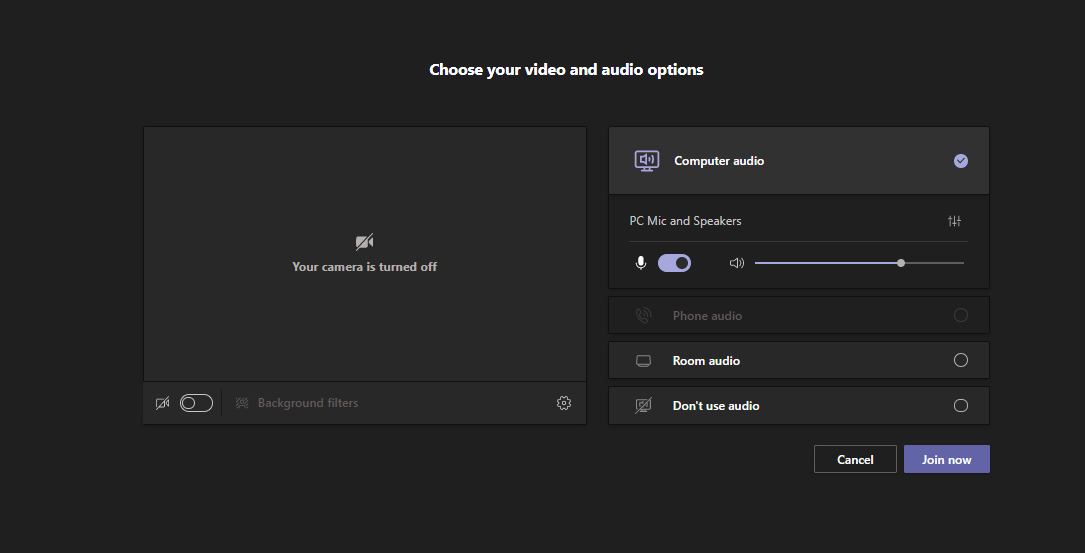 Choose your video and audio options
Your camera is turned off
Background filters
Computer audio
PC Mic and Speakers
Phone audio
Room audio
Don't use audio
Cancel
Join now